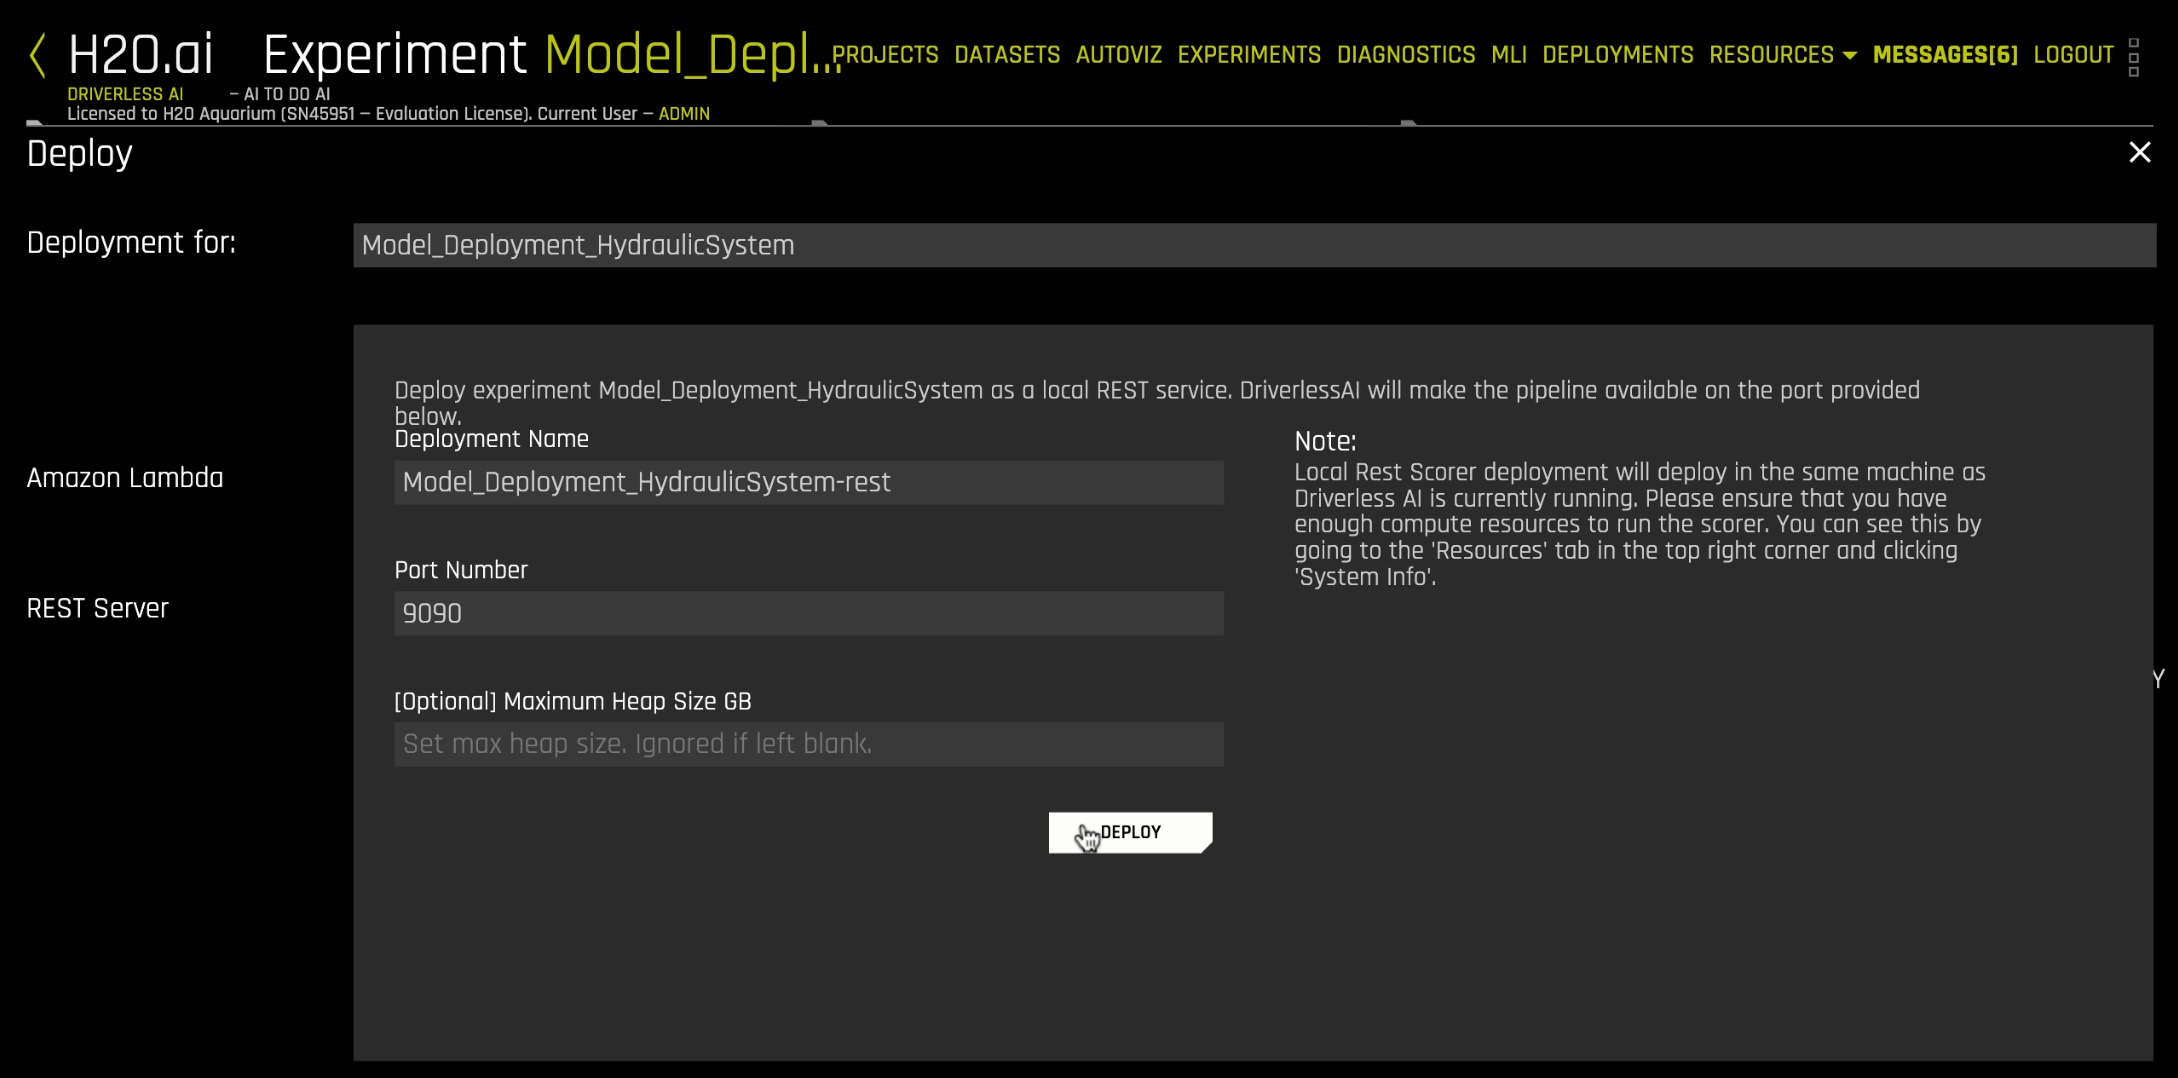 H2O.ai Experiment Model_Depl... PROJECTS DATASETS AUTOVIZ EXPERIMENTS DIAGNOSTICS MLI DEPLOYMENTS RESOURCES MESSAGES[6] LOGOUT
DRIVERLESS AI – AI TO DO AI
Licensed to H2O Aquarium (SN45951 – Evaluation License). Current User – ADMIN
Deploy
Deployment for:
Model_Deployment_HydraulicSystem
Deploy experiment Model_Deployment_HydraulicSystem as a local REST service. DriverlessAI will make the pipeline available on the port provided
below.
Amazon Lambda
REST Server
Deployment Name
Model_Deployment_HydraulicSystem-rest
Port Number
9090
[Optional] Maximum Heap Size GB
Set max heap size. Ignored if left blank.
DEPLOY
Note:
Local Rest Scorer deployment will deploy in the same machine as
Driverless AI is currently running. Please ensure that you have
enough compute resources to run the scorer. You can see this by
going to the 'Resources' tab in the top right corner and clicking
'System Info'.
Y